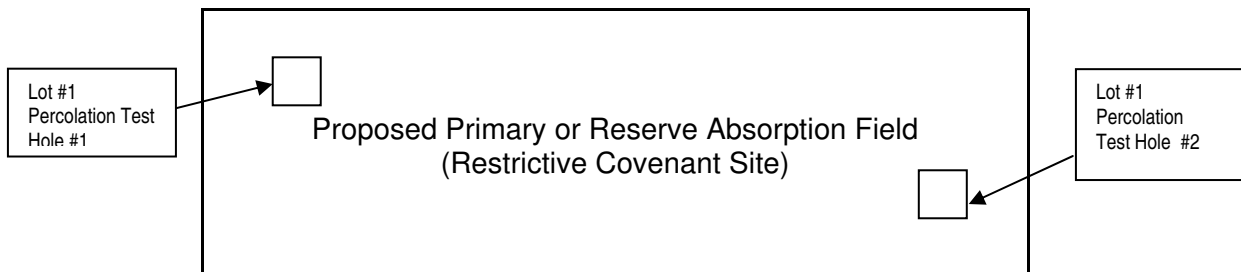 Lot #1
Percolation Test
Hole #1
Proposed Primary or Reserve Absorption Field
(Restrictive Covenant Site)
Lot #1
Percolation
Test Hole #2